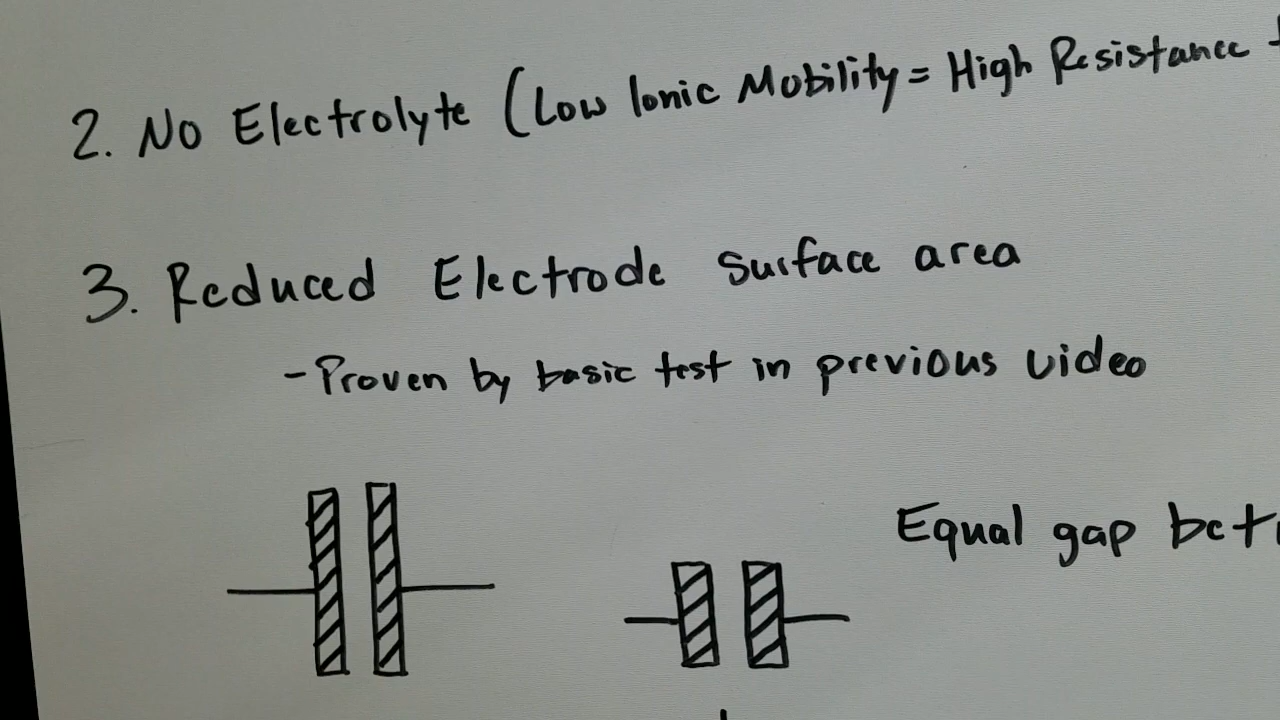 2. No Electrolyte (Low Ionic Mobility = High Resistance
3. Reduced Electrode surface area
- Proven by basic test in previous video
Equal gap